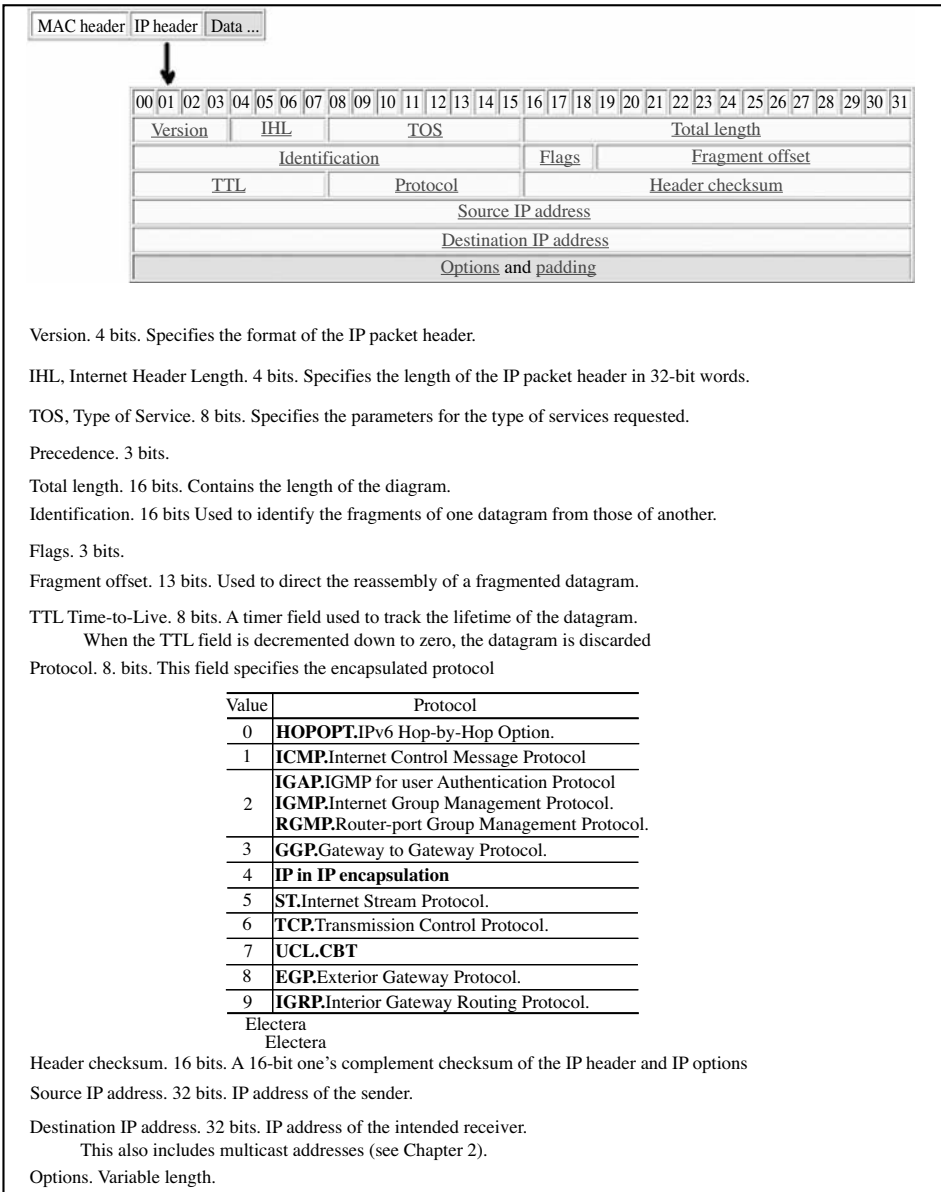 MAC header IP header Data ...
00 01 02 03 04 05 06 07 08 09 10 11 12 13 14 15 16 17 18 19 20 21 22 23 24 25 26 27 28 29 30 31
Version IHL TOS Total length
Identification Flags Fragment offset
TTL Protocol Header checksum
Source IP address
Destination IP address
Options and padding
Version. 4 bits. Specifies the format of the IP packet header.
IHL, Internet Header Length. 4 bits. Specifies the length of the IP packet header in 32-bit words.
TOS, Type of Service. 8 bits. Specifies the parameters for the type of services requested.
Precedence. 3 bits.
Total length. 16 bits. Contains the length of the diagram.
Identification. 16 bits Used to identify the fragments of one datagram from those of another.
Flags. 3 bits.
Fragment offset. 13 bits. Used to direct the reassembly of a fragmented datagram.
TTL Time-to-Live. 8 bits. A timer field used to track the lifetime of the datagram.
When the TTL field is decremented down to zero, the datagram is discarded
Protocol. 8. bits. This field specifies the encapsulated protocol
Value Protocol
0 HOPOPT.IPv6 Hop-by-Hop Option.
1 ICMP.Internet Control Message Protocol
IGAP.IGMP for user Authentication Protocol
2 IGMP.Internet Group Management Protocol.
RGMP.Router-port Group Management Protocol.
3 GGP.Gateway to Gateway Protocol.
4 IP in IP encapsulation
5 ST.Internet Stream Protocol.
6 TCP.Transmission Control Protocol.
7 UCL.CBT
8 EGP.Exterior Gateway Protocol.
9 IGRP.Interior Gateway Routing Protocol.
Electera
Electera
Header checksum. 16 bits. A 16-bit one’s complement checksum of the IP header and IP options
Source IP address. 32 bits. IP address of the sender.
Destination IP address. 32 bits. IP address of the intended receiver.
This also includes multicast addresses (see Chapter 2).
Options. Variable length.